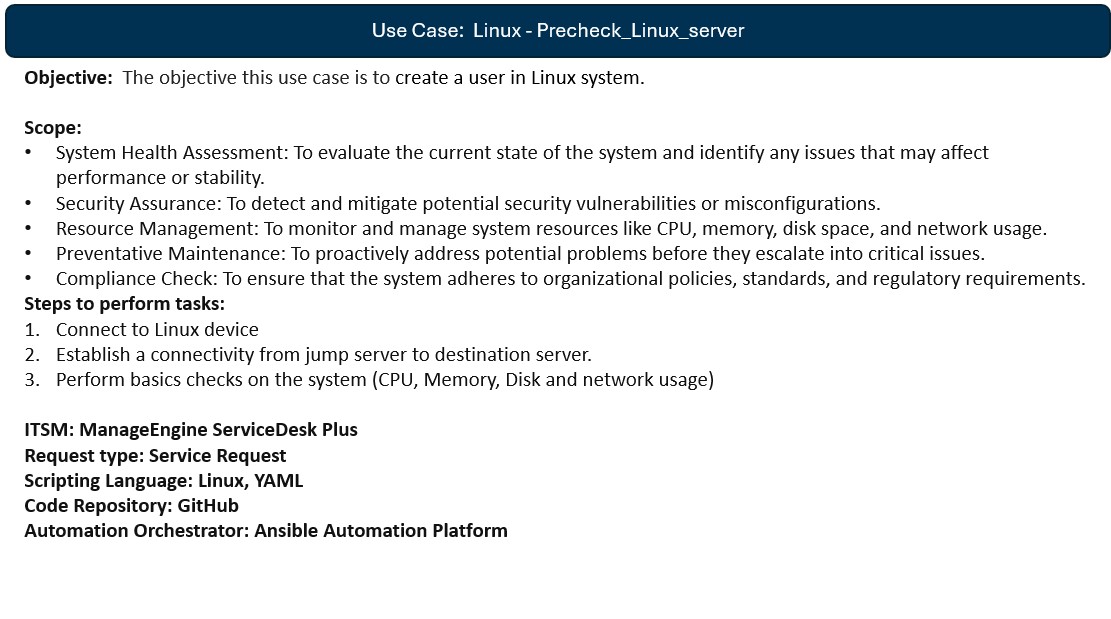 Use Case:  Linux - Precheck_Linux_server
Objective:  The objective this use case is to create a user in Linux system.
Scope:
• System Health Assessment: To evaluate the current state of the system and identify any issues that may affect
performance or stability.
• Security Assurance: To detect and mitigate potential security vulnerabilities or misconfigurations.
• Resource Management: To monitor and manage system resources like CPU, memory, disk space, and network usage.
• Preventative Maintenance: To proactively address potential problems before they escalate into critical issues.
• Compliance Check: To ensure that the system adheres to organizational policies, standards, and regulatory requirements.
Steps to perform tasks:
1. Connect to Linux device
2. Establish a connectivity from jump server to destination server.
3. Perform basics checks on the system (CPU, Memory, Disk and network usage)
ITSM: ManageEngine ServiceDesk Plus
Request type: Service Request
Scripting Language: Linux, YAML
Code Repository: GitHub
Automation Orchestrator: Ansible Automation Platform